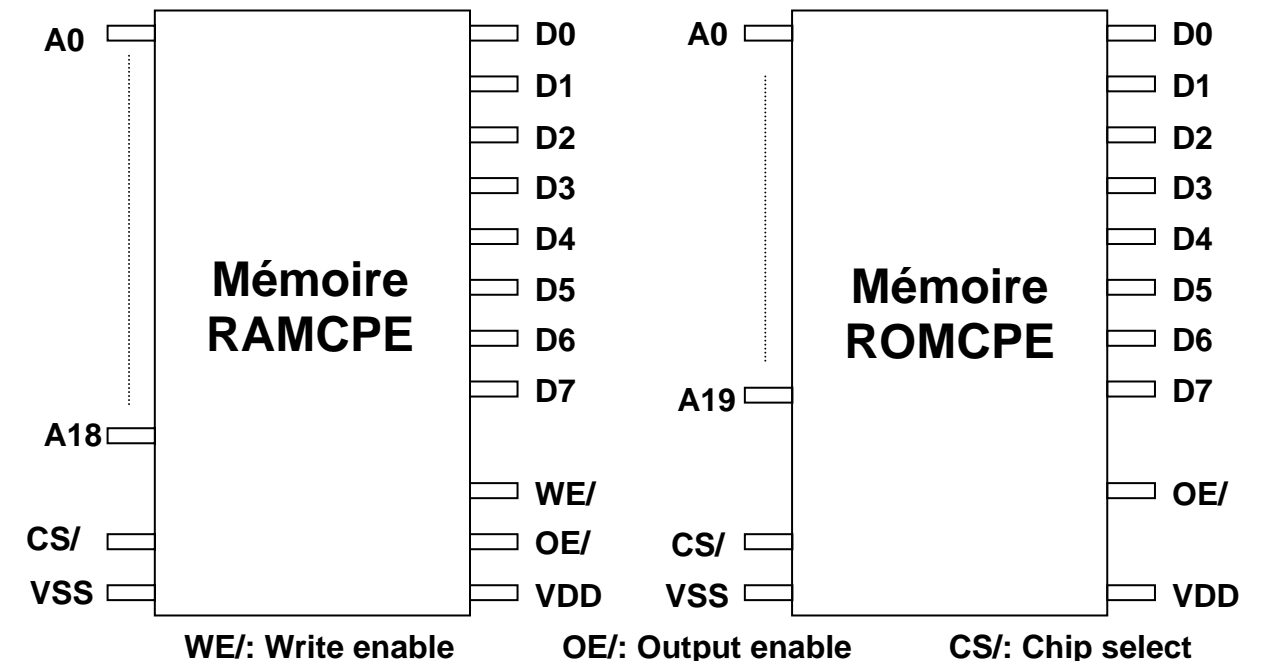 A0
D0
D1
D2
D3
D4
D5
D6
D7
Mémoire
RAMCPE
A18
WE/
CS/
OE/
VSS
VDD
A0
D0
D1
D2
D3
D4
D5
D6
D7
Mémoire
ROMCPE
A19
OE/
CS/
VSS
VDD
WE/: Write enable OE/: Output enable CS/: Chip select